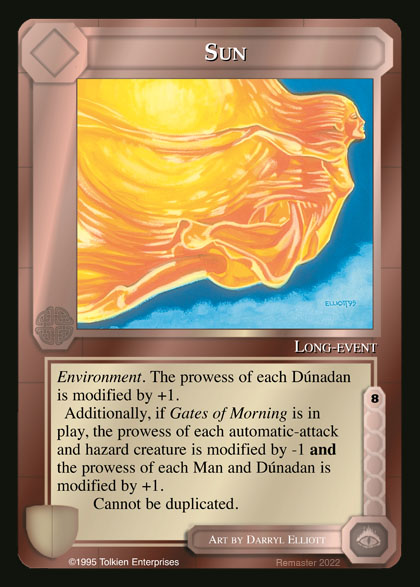 Sun
ELLIOTT95
Long-event
Environment. The prowess of each Dúnadan
is modified by +1.
Additionally, if Gates of Morning is in
play, the prowess of each automatic-attack
and hazard creature is modified by -1 and
the prowess of each Man and Dúnadan is
modified by +1.
Cannot be duplicated.
8
Art by Darryl Elliott
©1995 Tolkien Enterprises
Remaster 2022